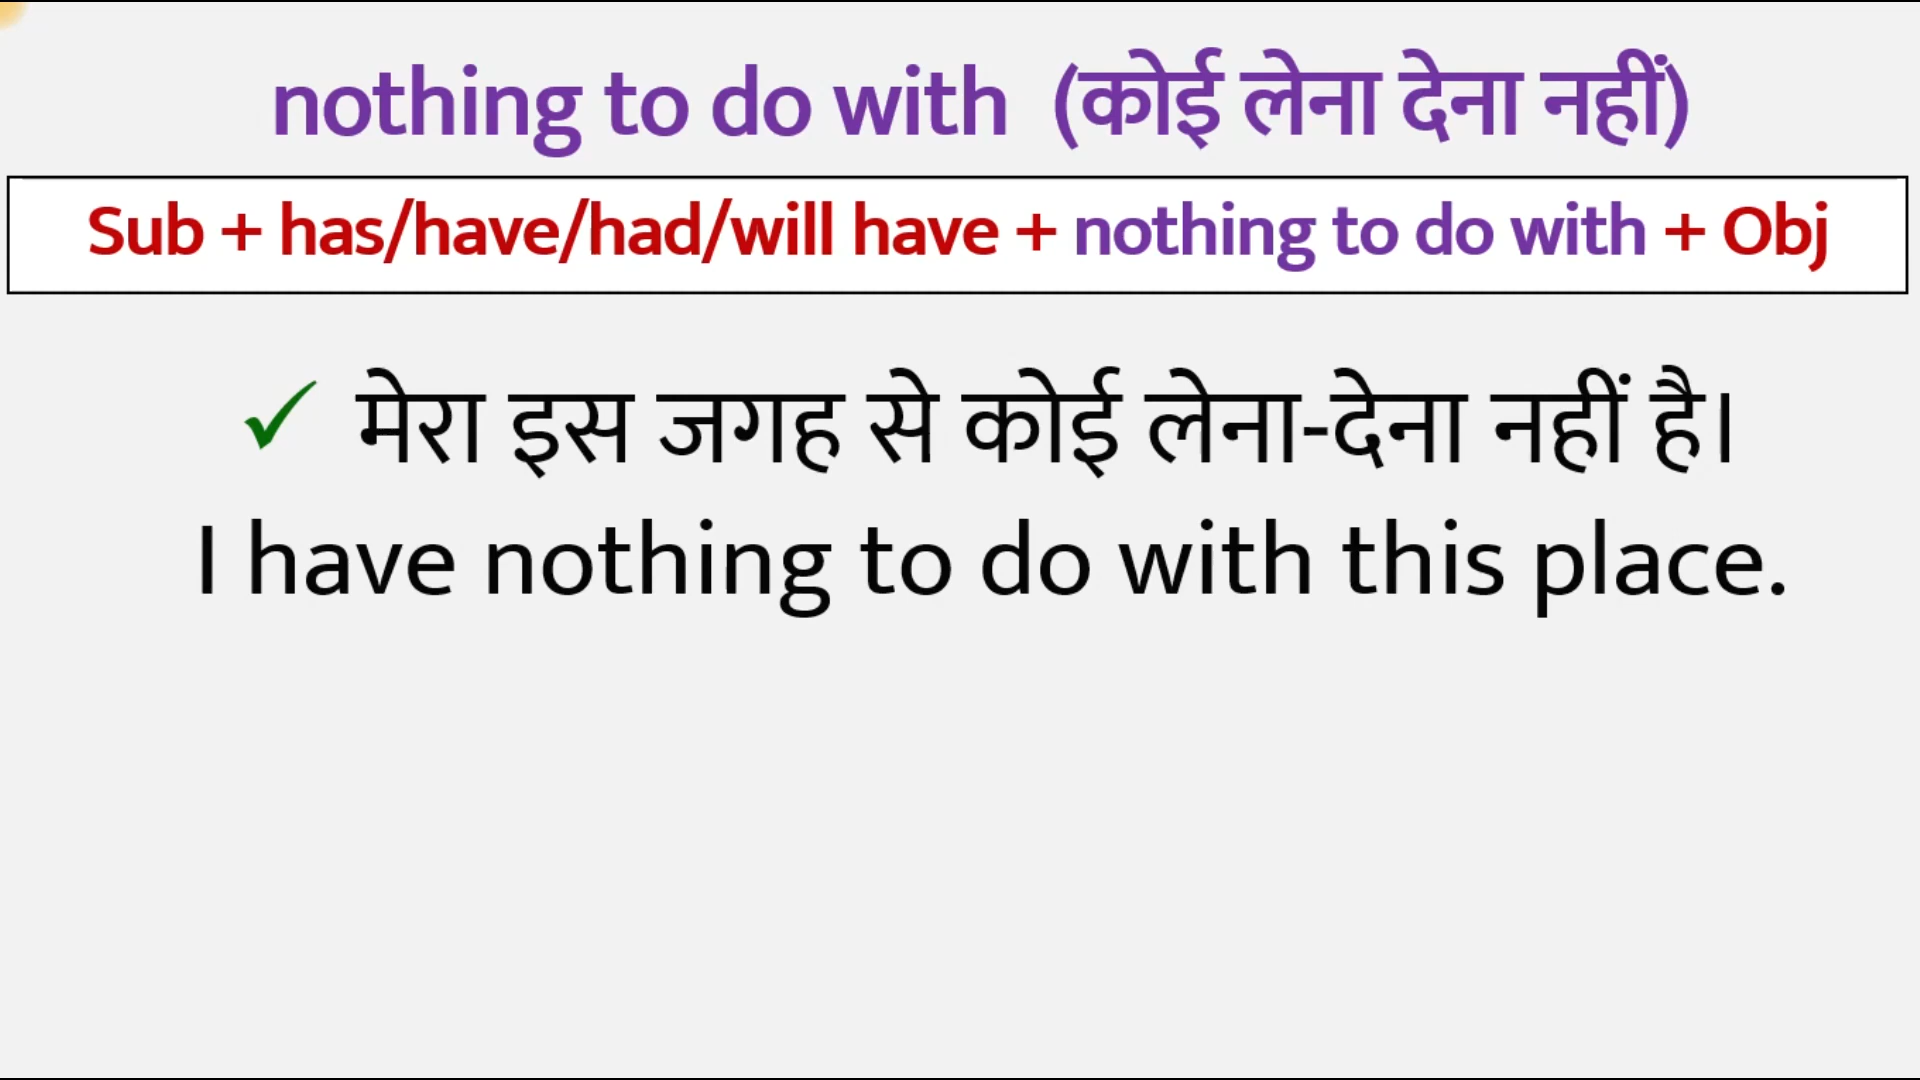 nothing to do with (कोई लेना देना नहीं)
Sub + has/have/had/will have + nothing to do with + Obj
✓ मेरा इस जगह से कोई लेना-देना नहीं है।
I have nothing to do with this place.